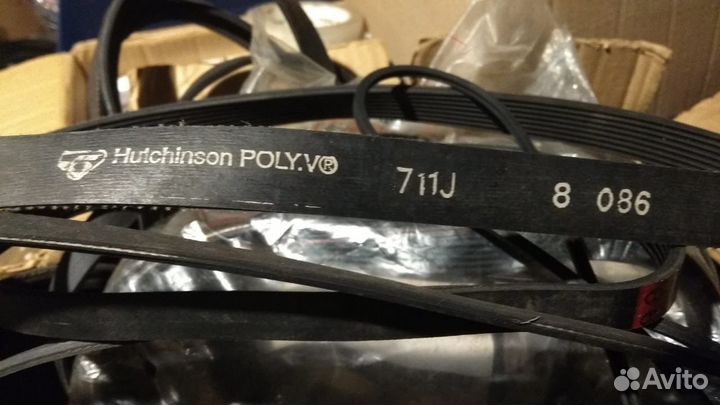 Hutchinson POLY.V® 711J 8 086
Avito